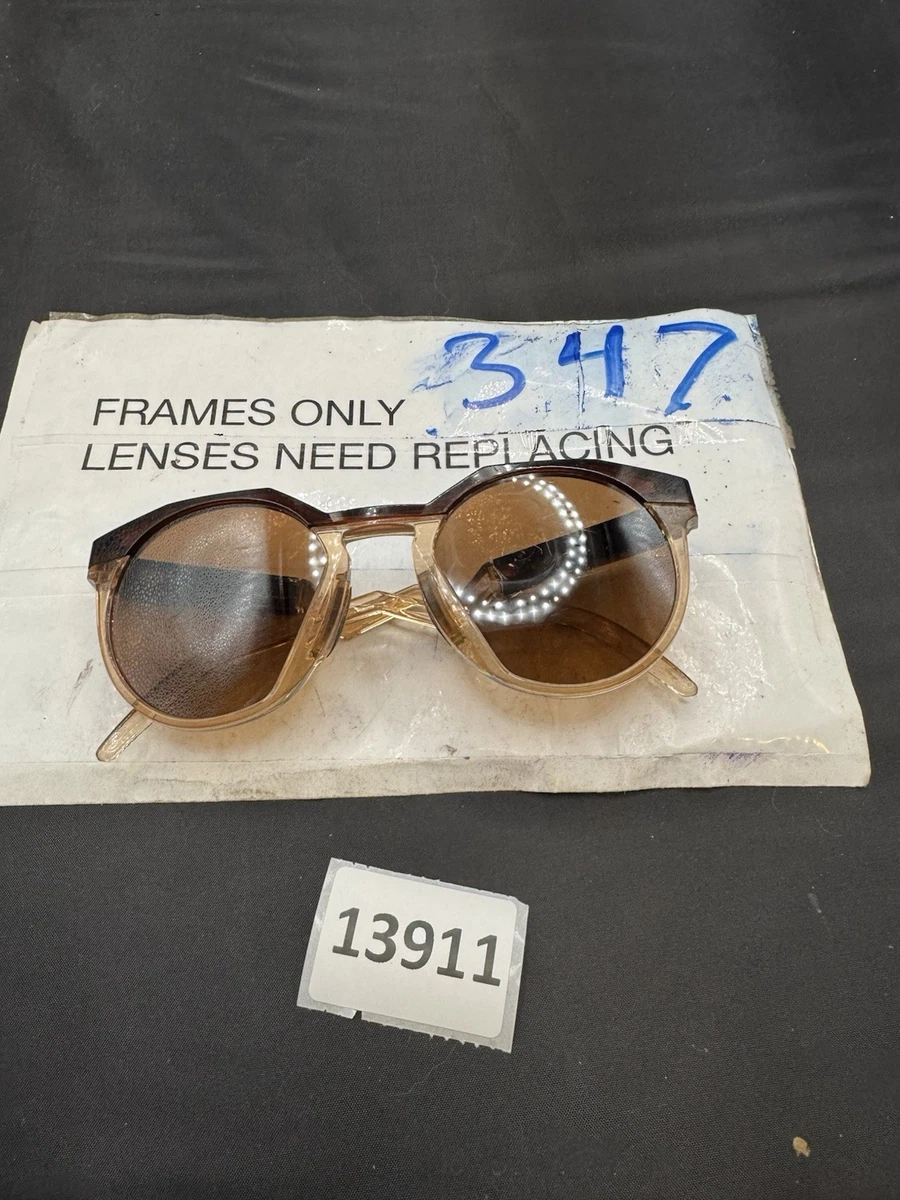 347
FRAMES ONLY
LENSES NEED REPLACING
13911